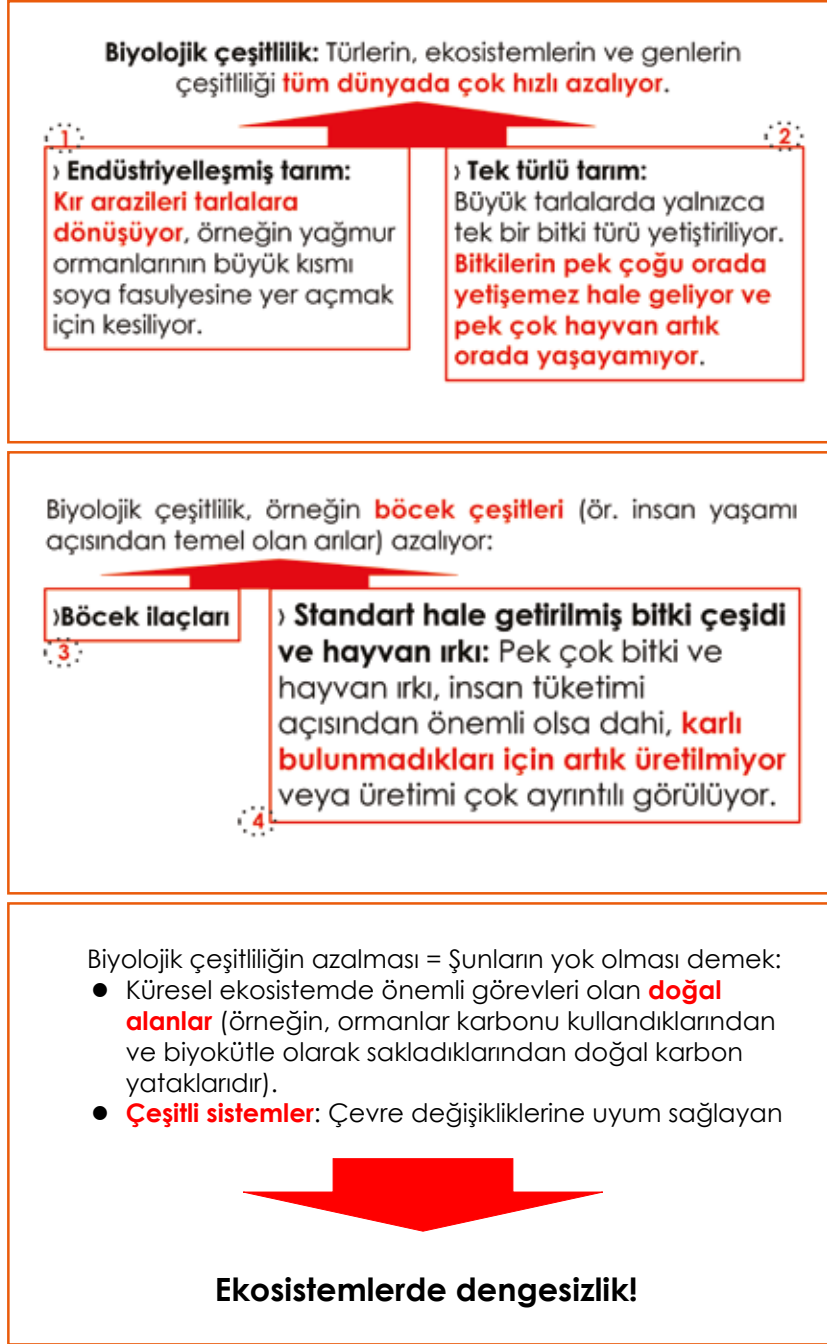 Biyolojik çeşitlilik: Türlerin, ekosistemlerin ve genlerin
çeşitliliği tüm dünyada çok hızlı azalıyor.
1
› Endüstriyelleşmiş tarım:
Kır arazileri tarlalara
dönüşüyor, örneğin yağmur
ormanlarının büyük kısmı
soya fasulyesine yer açmak
için kesiliyor.
2
› Tek türlü tarım:
Büyük tarlalarda yalnızca
tek bir bitki türü yetiştiriliyor.
Bitkilerin pek çoğu orada
yetişemez hale geliyor ve
pek çok hayvan artık
orada yaşayamıyor.
Biyolojik çeşitlilik, örneğin böcek çeşitleri (ör. insan yaşamı
açısından temel olan arılar) azalıyor:
›Böcek ilaçları
3
› Standart hale getirilmiş bitki çeşidi
ve hayvan ırkı: Pek çok bitki ve
hayvan ırkı, insan tüketimi
açısından önemli olsa dahi, karlı
bulunmadıkları için artık üretilmiyor
veya üretimi çok ayrıntılı görülüyor.
4
Biyolojik çeşitliliğin azalması = Şunların yok olması demek:
● Küresel ekosistemde önemli görevleri olan doğal
alanlar (örneğin, ormanlar karbonu kullandıklarından
ve biyokütle olarak sakladıklarından doğal karbon
yataklarıdır).
● Çeşitli sistemler: Çevre değişikliklerine uyum sağlayan
Ekosistemlerde dengesizlik!